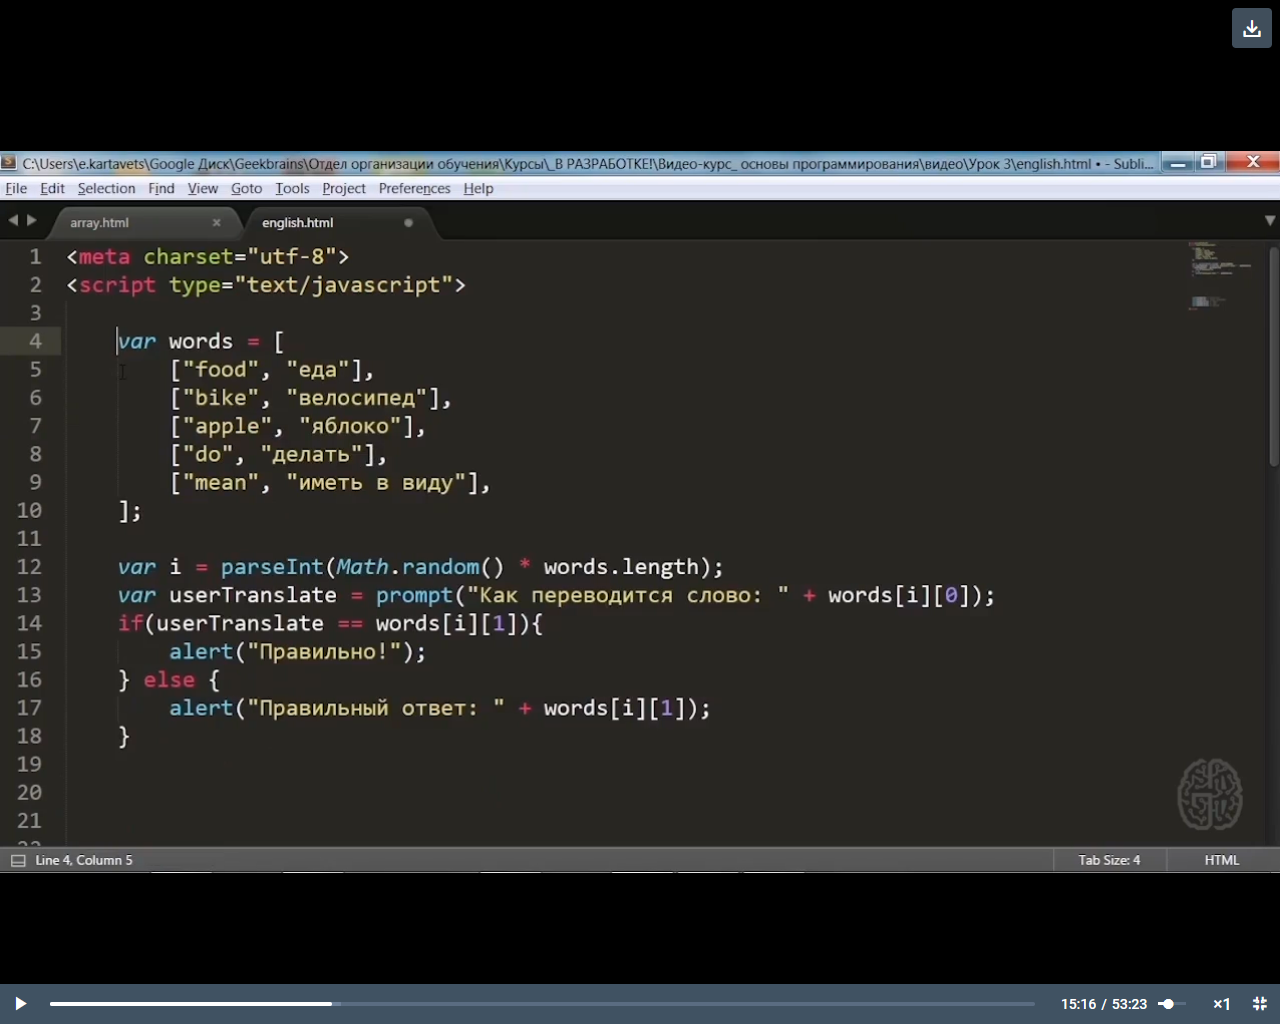 C:\Users\e.kartavets\Google Диск\Geekbrains\Отдел организации обучения\Курсы\_В РАЗРАБОТКЕ!\Видео-курс_ основы программирования\видео\Урок 3\english.html • - Subli...
File Edit Selection Find View Goto Tools Project Preferences Help
array.html × english.html
1 <meta charset="utf-8">
2 <script type="text/javascript">
3
4 var words = [
5 ["food", "еда"],
6 ["bike", "велосипед"],
7 ["apple", "яблоко"],
8 ["do", "делать"],
9 ["mean", "иметь в виду"],
10 ];
11
12 var i = parseInt(Math.random() * words.length);
13 var userTranslate = prompt("Как переводится слово: " + words[i][0]);
14 if(userTranslate == words[i][1]){
15 alert("Правильно!");
16 } else {
17 alert("Правильный ответ: " + words[i][1]);
18 }
19
20
21
Line 4, Column 5 Tab Size: 4 HTML
15:16 / 53:23 ×1